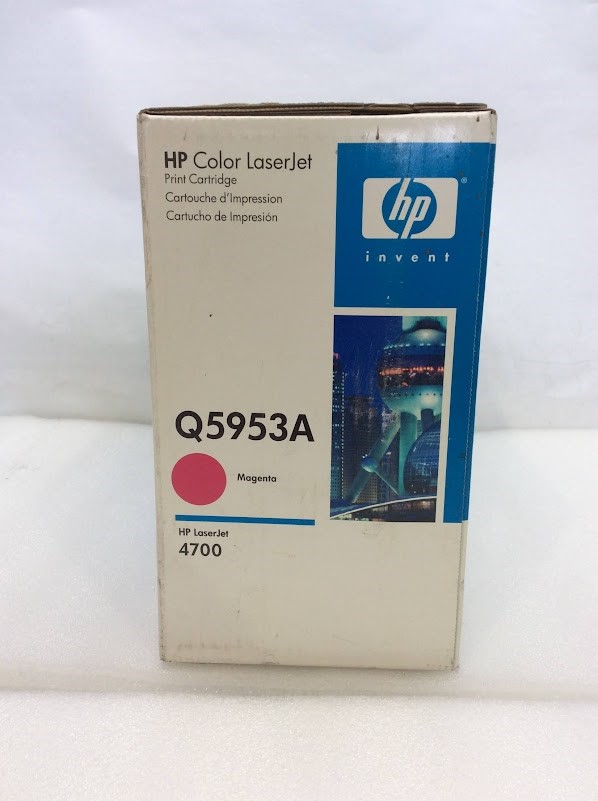 HP Color LaserJet
Print Cartridge
Cartouche d'Impression
Cartucho de Impresión
hp
®
invent
Q5953A
Magenta
HP LaserJet
4700